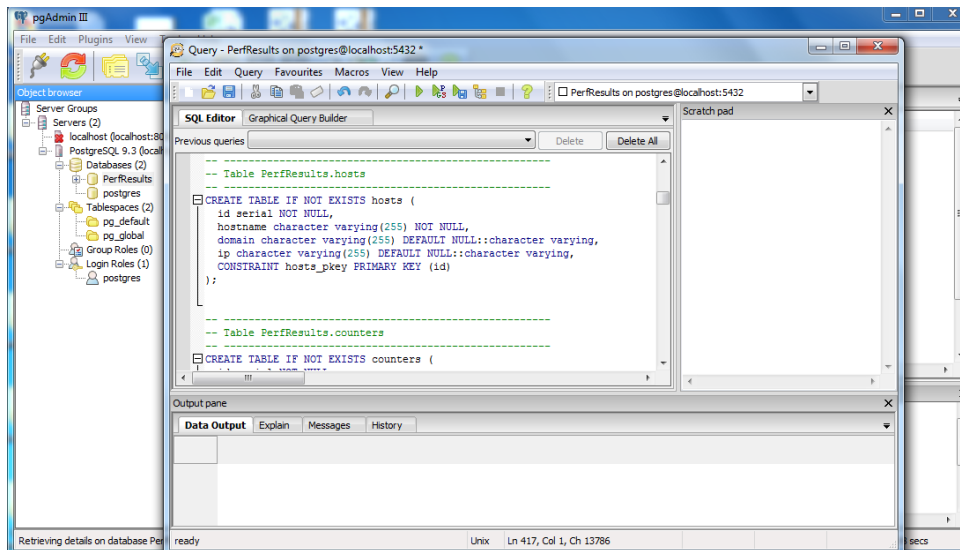 pgAdmin III
File Edit Plugins View
Object browser
Server Groups
Servers (2)
localhost (localhost:80
PostgreSQL 9.3 (local
Databases (2)
PerfResults
postgres
Tablespaces (2)
pg_default
pg_global
Group Roles (0)
Login Roles (1)
postgres
Retrieving details on database Per
Query - PerfResults on postgres@localhost:5432 *
File Edit Query Favourites Macros View Help
PerfResults on postgres@localhost:5432
SQL Editor Graphical Query Builder
Previous queries Delete Delete All
-- ----------------------------------------------------
-- Table PerfResults.hosts
-- ----------------------------------------------------
CREATE TABLE IF NOT EXISTS hosts (
id serial NOT NULL,
hostname character varying(255) NOT NULL,
domain character varying(255) DEFAULT NULL::character varying,
ip character varying(255) DEFAULT NULL::character varying,
CONSTRAINT hosts_pkey PRIMARY KEY (id)
);
-- ----------------------------------------------------
-- Table PerfResults.counters
-- ----------------------------------------------------
CREATE TABLE IF NOT EXISTS counters (
Scratch pad
Output pane
Data Output Explain Messages History
ready Unix Ln 417, Col 1, Ch 13786
secs